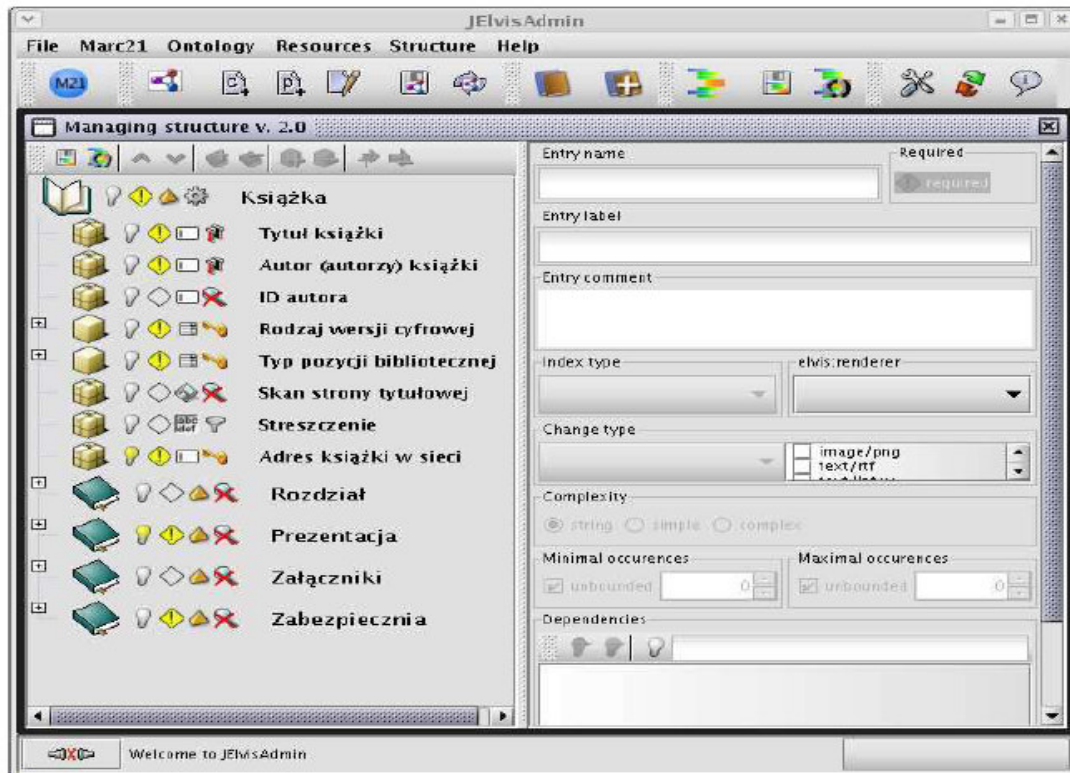 JElvisAdmin
File Marc21 Ontology Resources Structure Help
M21
Managing structure v. 2.0
Entry name
Required
required
Książka
Entry label
Tytuł książki
Autor (autorzy) książki
Entry comment
ID autora
Rodzaj wersji cyfrowej
Typ pozycji bibliotecznej
Index type
elvis:renderer
Skan strony tytułowej
Streszczenie
Change type
Adres książki w sieci
image/png
text/rtf
Rozdział
Complexity
string simple complex
Prezentacja
Minimal occurences
Maximal occurences
Załączniki
unbounded 0
unbounded 0
Zabezpiecznia
Dependencies
Welcome to JElvisAdmin